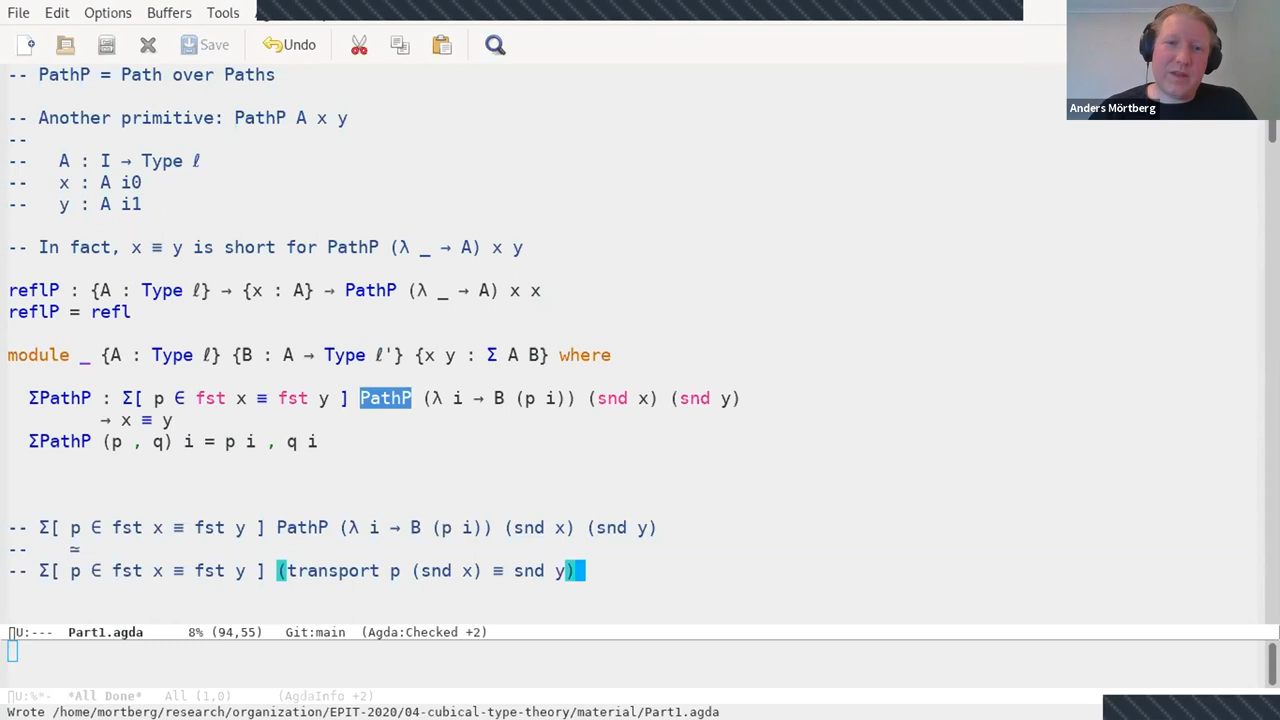 File Edit Options Buffers Tools
Save Undo
Anders Mörtberg
-- PathP = Path over Paths
-- Another primitive: PathP A x y
--
-- A : I → Type ℓ
-- x : A i0
-- y : A i1
-- In fact, x ≡ y is short for PathP (λ _ → A) x y
reflP : {A : Type ℓ} → {x : A} → PathP (λ _ → A) x x
reflP = refl
module _ {A : Type ℓ} {B : A → Type ℓ'} {x y : Σ A B} where
ΣPathP : Σ[ p ∈ fst x ≡ fst y ] PathP (λ i → B (p i)) (snd x) (snd y)
→ x ≡ y
ΣPathP (p , q) i = p i , q i
-- Σ[ p ∈ fst x ≡ fst y ] PathP (λ i → B (p i)) (snd x) (snd y)
-- ≃
-- Σ[ p ∈ fst x ≡ fst y ] (transport p (snd x) ≡ snd y)
U:--- Part1.agda 8% (94,55) Git:main (Agda:Checked +2)
U:%*- *All Done* All (1,0) (AgdaInfo +2)
Wrote /home/mortberg/research/organization/EPIT-2020/04-cubical-type-theory/material/Part1.agda